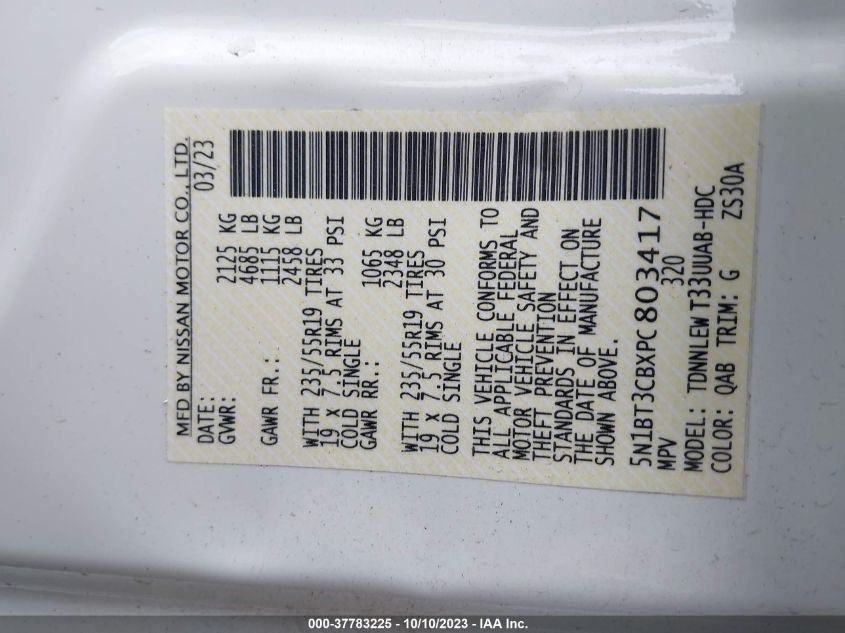 MFD BY NISSAN MOTOR CO., LTD.
DATE: 03/23
GVWR: 2125 KG
4685 LB
GAWR FR.: 1115 KG
2458 LB
WITH 235/55R19 TIRES
19 X 7.5 RIMS AT 33 PSI
COLD SINGLE
GAWR RR.: 1065 KG
2348 LB
WITH 235/55R19 TIRES
19 X 7.5 RIMS AT 30 PSI
COLD SINGLE
THIS VEHICLE CONFORMS TO
ALL APPLICABLE FEDERAL
MOTOR VEHICLE SAFETY AND
THEFT PREVENTION
STANDARDS IN EFFECT ON
THE DATE OF MANUFACTURE
SHOWN ABOVE.
5N1BT3CBXPC803417
MPV 320
MODEL: TDNNLEW T33UUAB-HDC
COLOR: QAB TRIM: G ZS30A
000-37783225 - 10/10/2023 - IAA Inc.